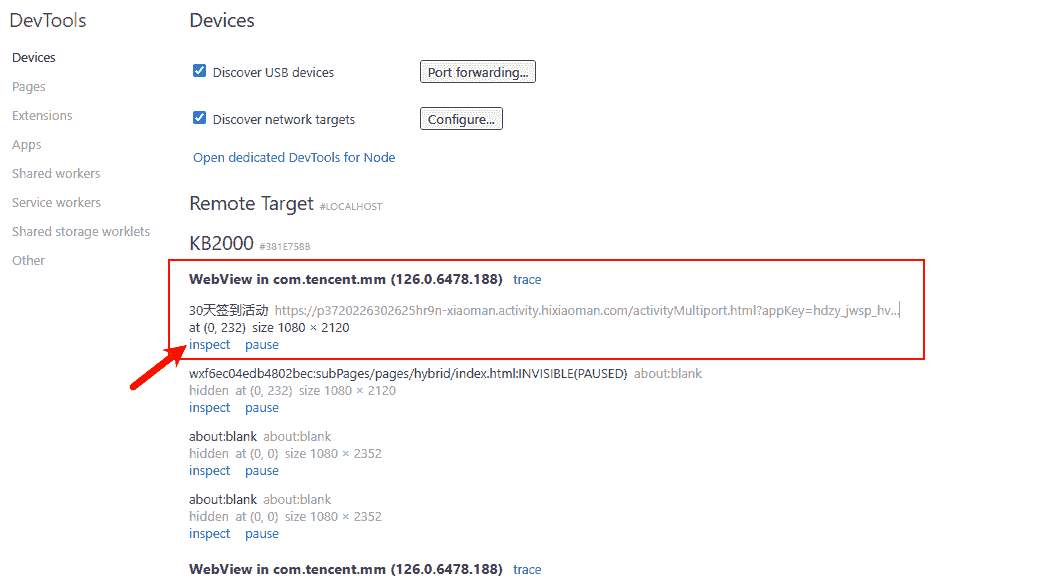 DevTools
Devices
Pages
Extensions
Apps
Shared workers
Service workers
Shared storage worklets
Other
Devices
Discover USB devices
Port forwarding...
Discover network targets
Configure...
Open dedicated DevTools for Node
Remote Target #LOCALHOST
KB2000 #381E758B
WebView in com.tencent.mm (126.0.6478.188) trace
30天签到活动 https://p3720226302625hr9n-xiaoman.activity.hixiaoman.com/activityMultiport.html?appKey=hdzy_jwsp_hv...
at (0, 232) size 1080 × 2120
inspect pause
wxf6ec04edb4802bec:subPages/pages/hybrid/index.html:INVISIBLE(PAUSED) about:blank
hidden at (0, 232) size 1080 × 2120
inspect pause
about:blank about:blank
hidden at (0, 0) size 1080 × 2352
inspect pause
about:blank about:blank
hidden at (0, 0) size 1080 × 2352
inspect pause
WebView in com.tencent.mm (126.0.6478.188) trace